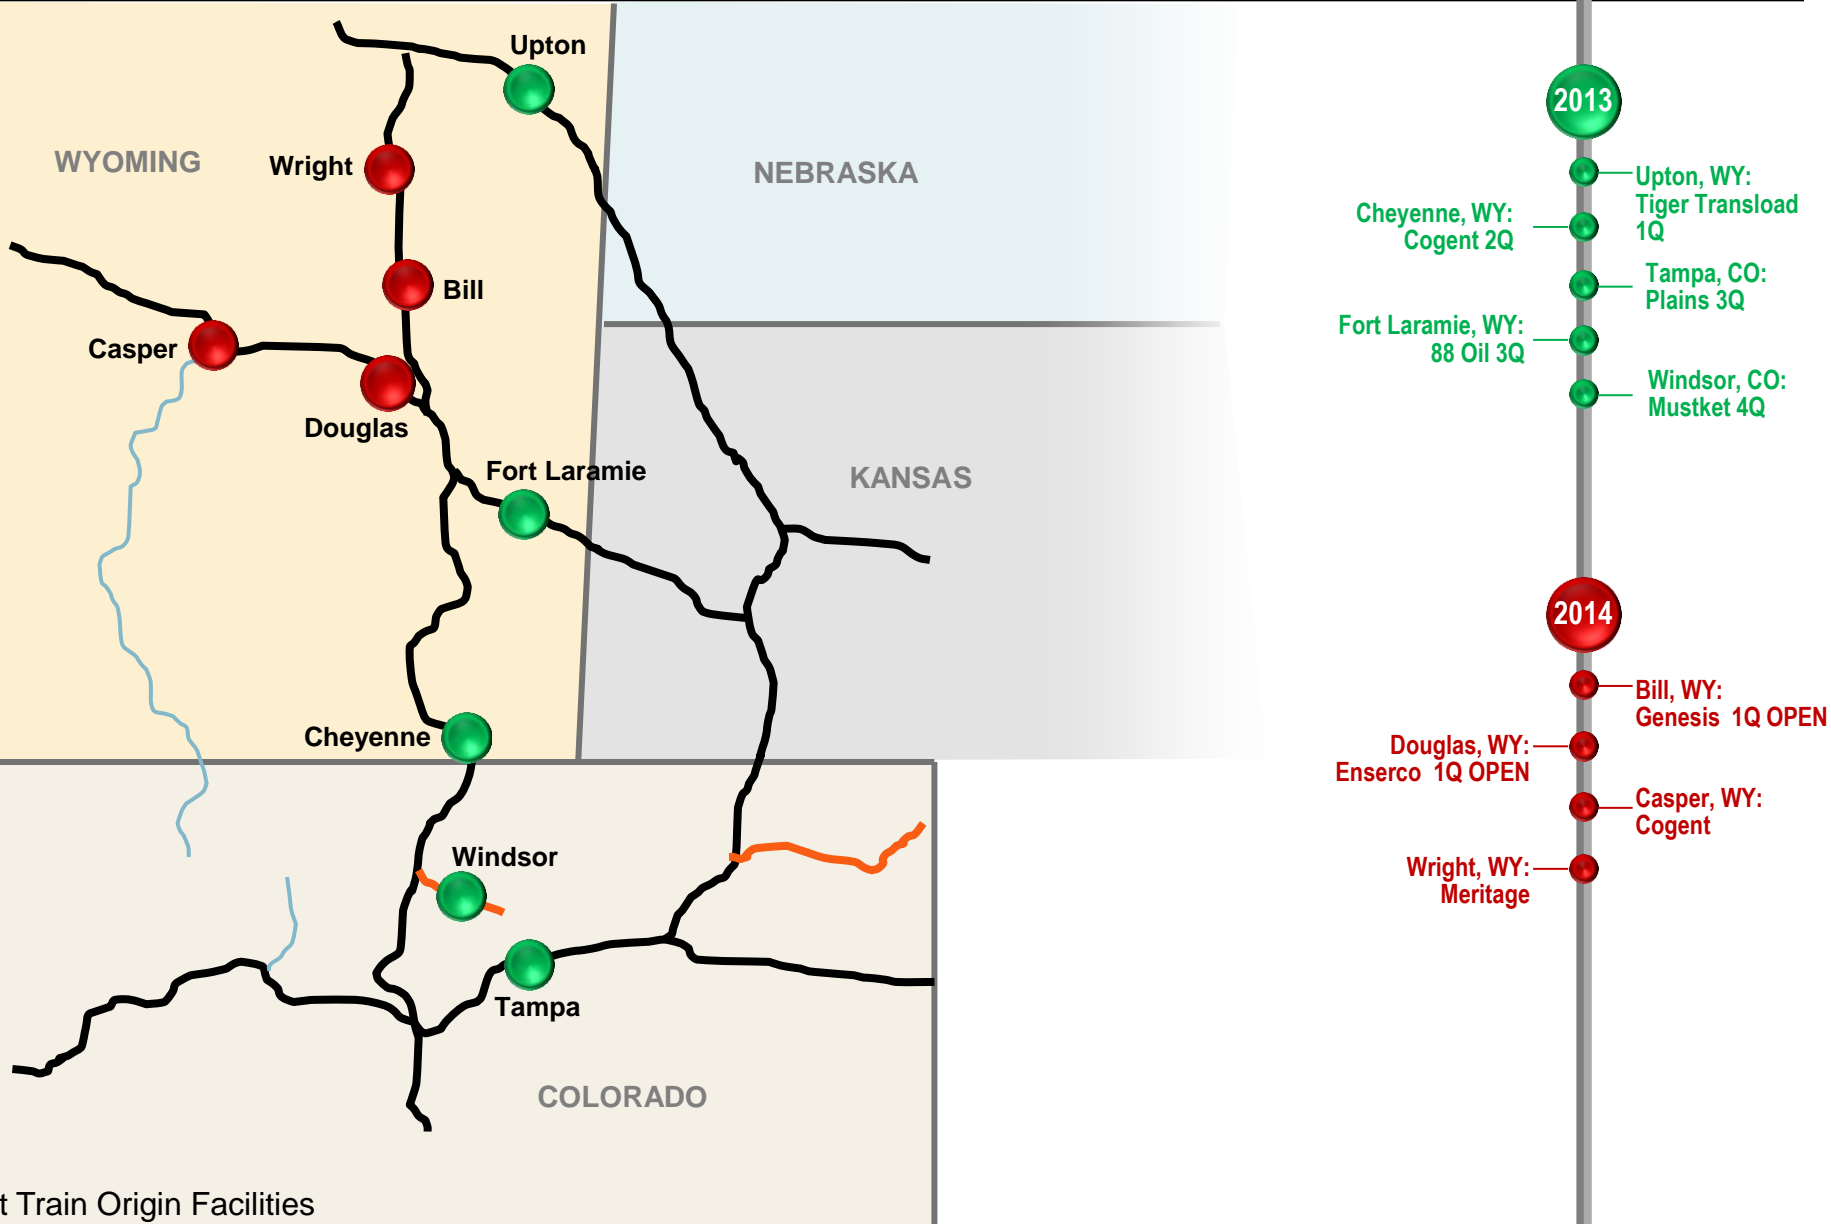 Upton
WYOMING
Wright
NEBRASKA
Bill
Casper
Douglas
Fort Laramie
KANSAS
Cheyenne
Windsor
Tampa
COLORADO
t Train Origin Facilities
2013
Upton, WY:
Tiger Transload
1Q
Cheyenne, WY:
Cogent 2Q
Tampa, CO:
Plains 3Q
Fort Laramie, WY:
88 Oil 3Q
Windsor, CO:
Mustket 4Q
2014
Bill, WY:
Genesis 1Q OPEN
Douglas, WY:
Enserco 1Q OPEN
Casper, WY:
Cogent
Wright, WY:
Meritage